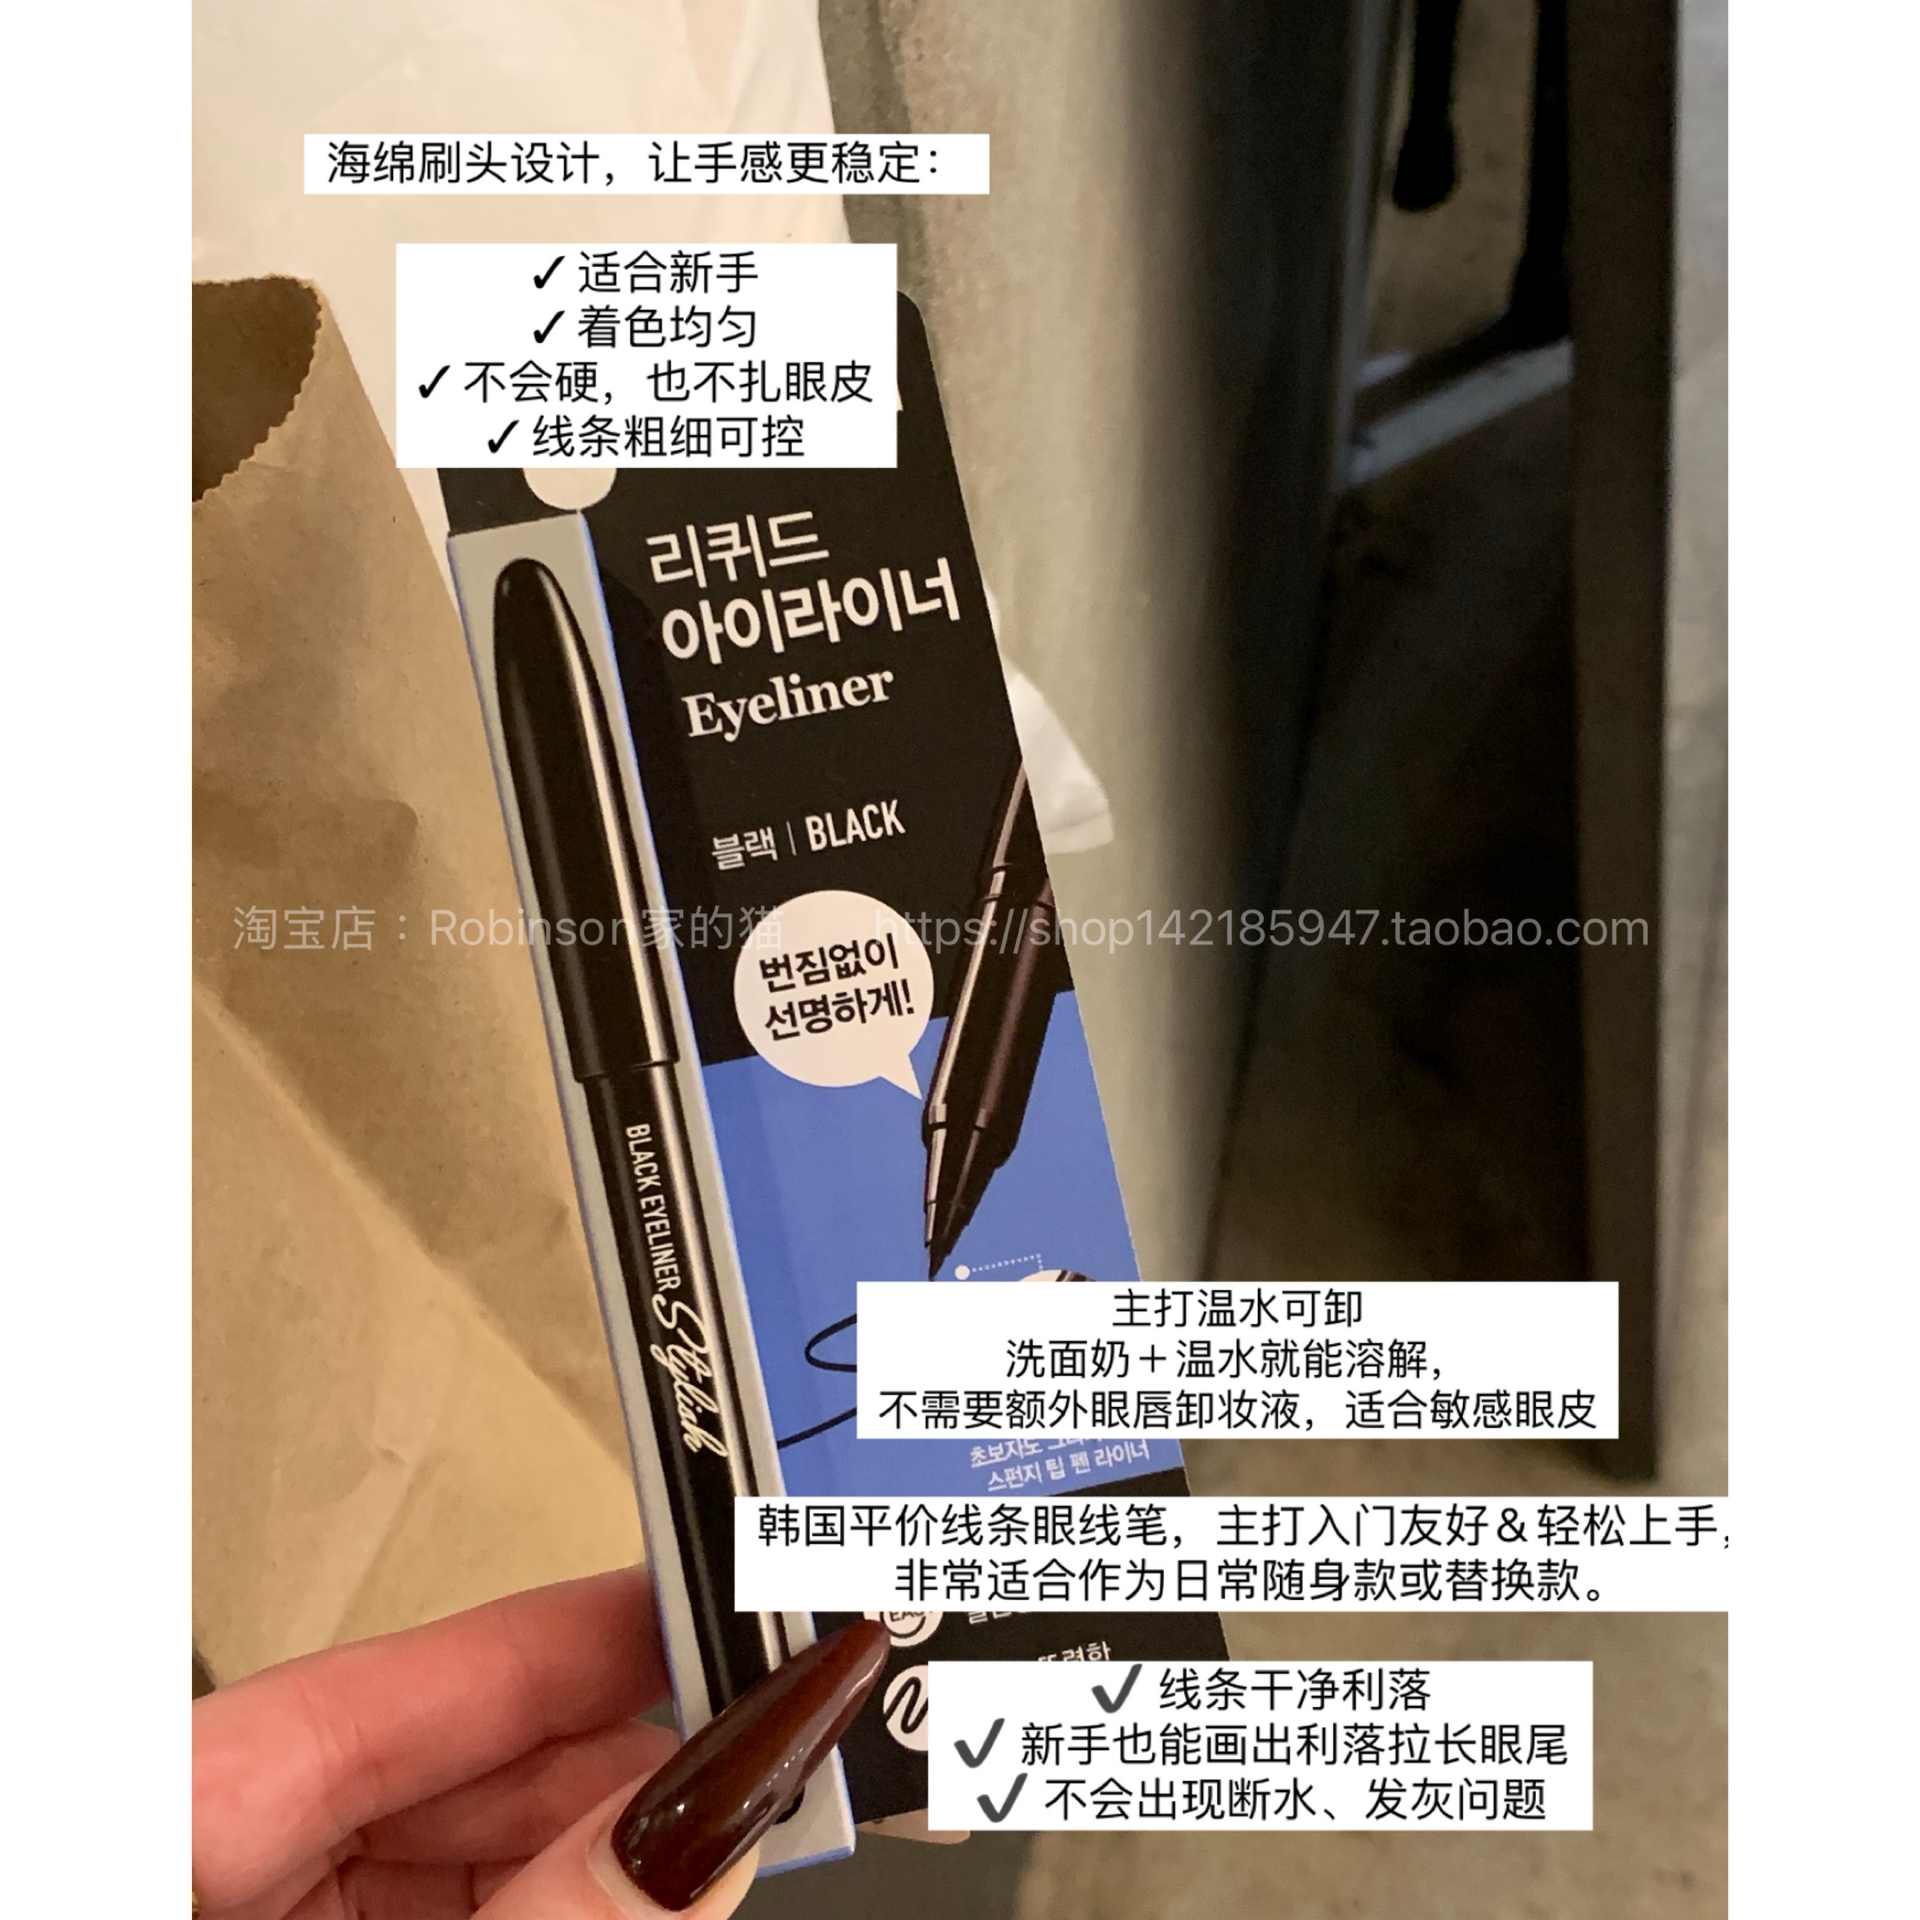 海绵刷头设计，让手感更稳定：
✓适合新手
✓着色均匀
✓不会硬，也不扎眼皮
✓线条粗细可控
리퀴드
아이라이너
Eyeliner
블랙 | BLACK
淘宝店：Robinson家的猫 https://shop142185947.taobao.com
번짐없이
선명하게!
BLACK EYELINER Stylish
主打温水可卸
洗面奶＋温水就能溶解，
不需要额外眼唇卸妆液，适合敏感眼皮
초보자도
스펀지 팁 펜 라이너
韩国平价线条眼线笔，主打入门友好＆轻松上手，
非常适合作为日常随身款或替换款。
✓线条干净利落
✓新手也能画出利落拉长眼尾
✓不会出现断水、发灰问题